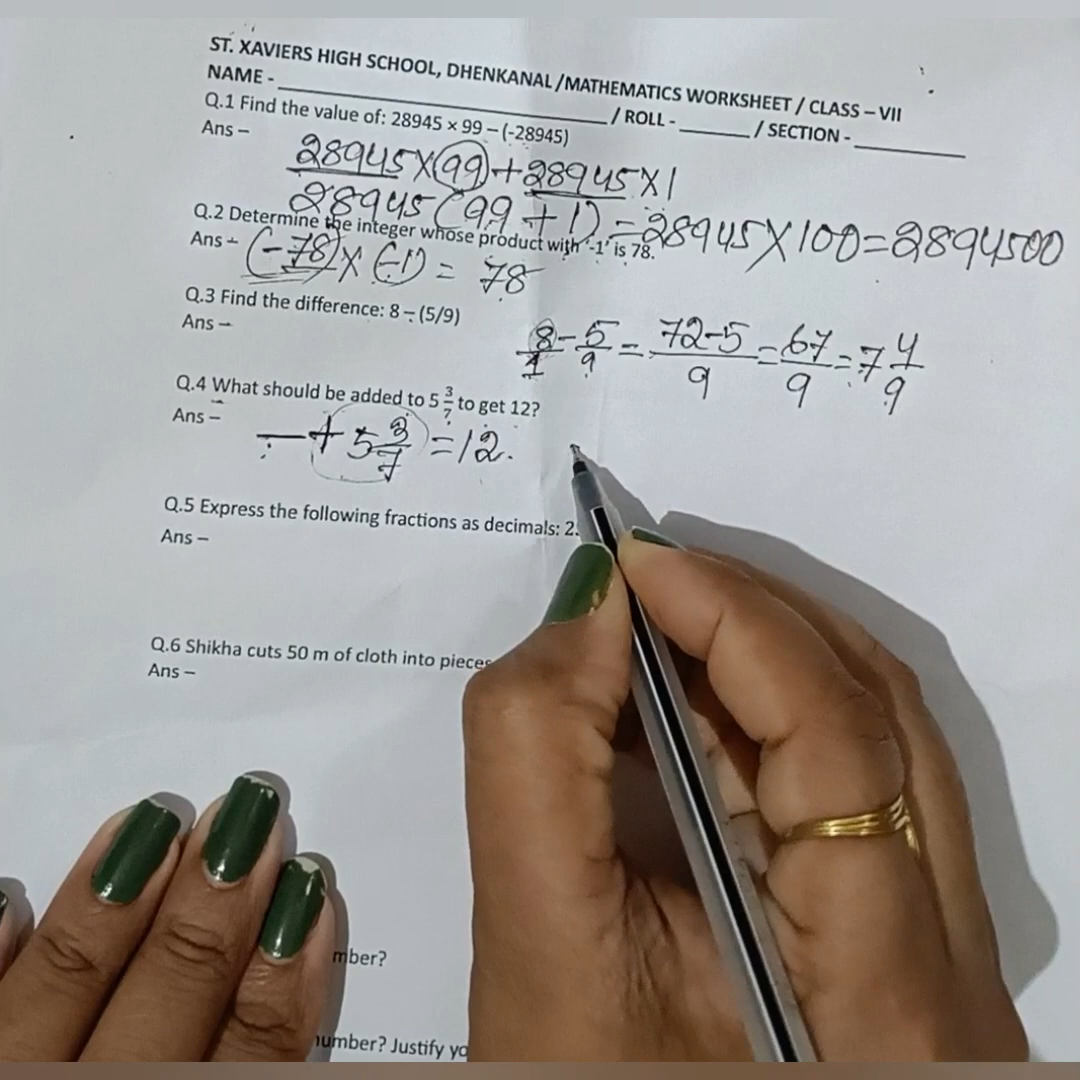 ST. XAVIERS HIGH SCHOOL, DHENKANAL /MATHEMATICS WORKSHEET / CLASS – VII
NAME - ____________ / ROLL - ______ / SECTION - ________
Q.1 Find the value of: 28945 × 99 – (-28945)
Ans –
28945 × 99 + 28945 × 1
28945 (99 + 1) = 28945 × 100 = 2894500
Q.2 Determine the integer whose product with '-1' is 78.
Ans – (-78) × (-1) = 78
Q.3 Find the difference: 8 – (5/9)
Ans –
8/1 - 5/9 = 72-5/9 = 67/9 = 7 4/9
Q.4 What should be added to 5 3/7 to get 12?
Ans –
— + 5 3/7 = 12.
Q.5 Express the following fractions as decimals:
Ans –
Q.6 Shikha cuts 50 m of cloth into pieces
Ans –
mber?
umber? Justify yo